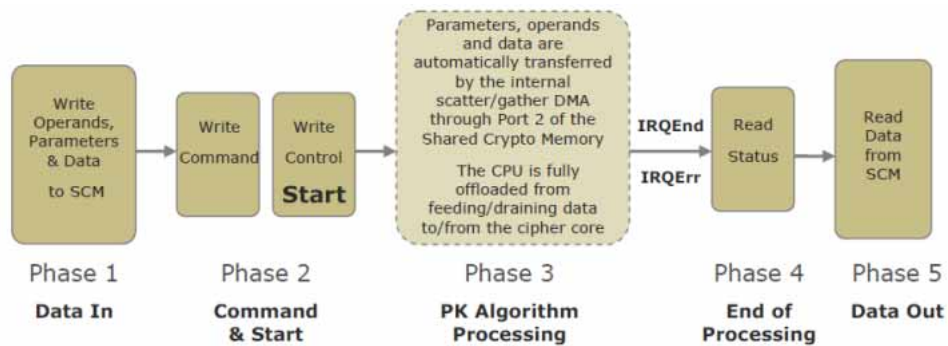 Write
Operands,
Parameters
& Data
to SCM
Write
Command
Write
Control
Start
Parameters, operands
and data are
automatically transferred
by the internal
scatter/gather DMA
through Port 2 of the
Shared Crypto Memory
The CPU is fully
offloaded from
feeding/draining data
to/from the cipher core
IRQEnd
IRQErr
Read
Status
Read
Data
from
SCM
Phase 1
Data In
Phase 2
Command
& Start
Phase 3
PK Algorithm
Processing
Phase 4
End of
Processing
Phase 5
Data Out